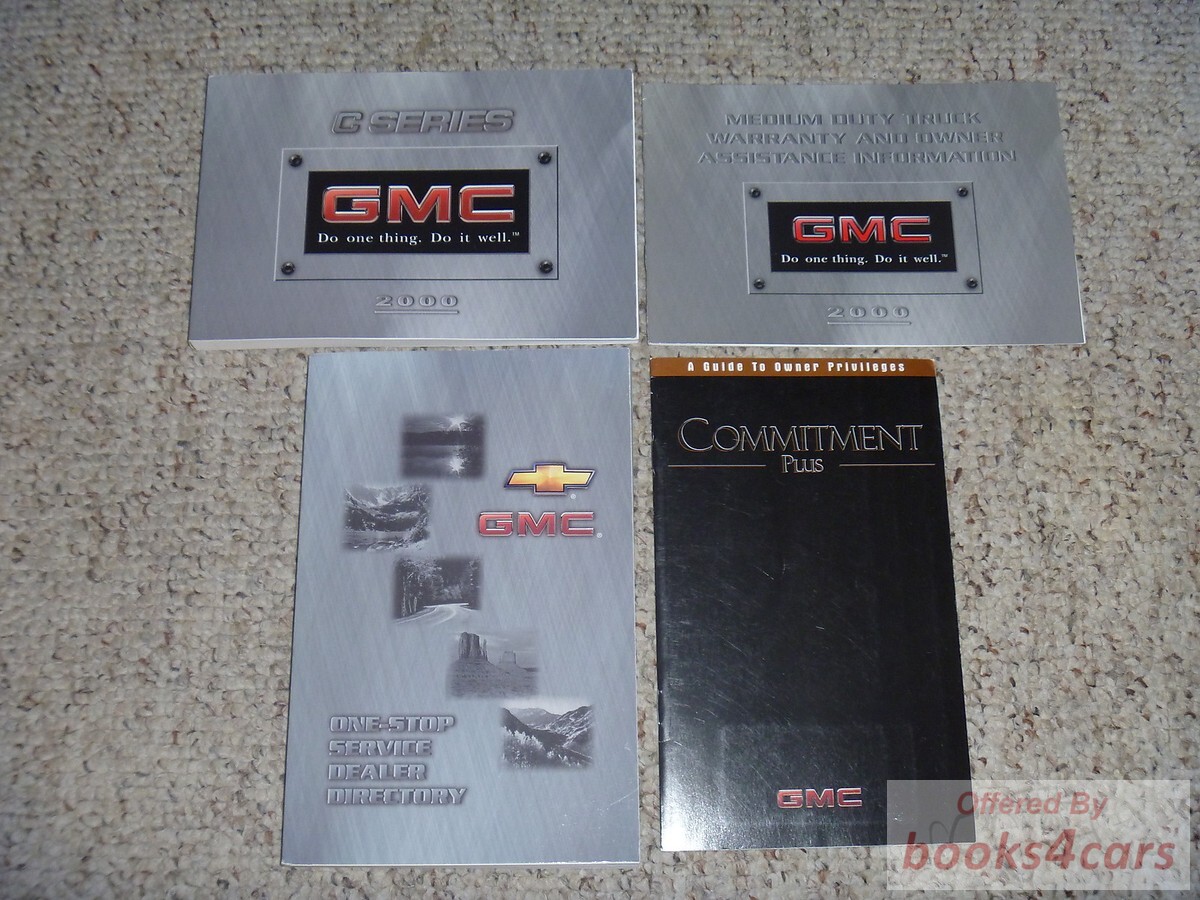 C SERIES
GMC
Do one thing. Do it well.™
2000
MEDIUM DUTY TRUCK
WARRANTY AND OWNER
ASSISTANCE INFORMATION
GMC
Do one thing. Do it well.™
2000
GMC®
ONE-STOP
SERVICE
DEALER
DIRECTORY
A Guide To Owner Privileges
COMMITMENT
PLUS
GMC
Offered By
books4cars